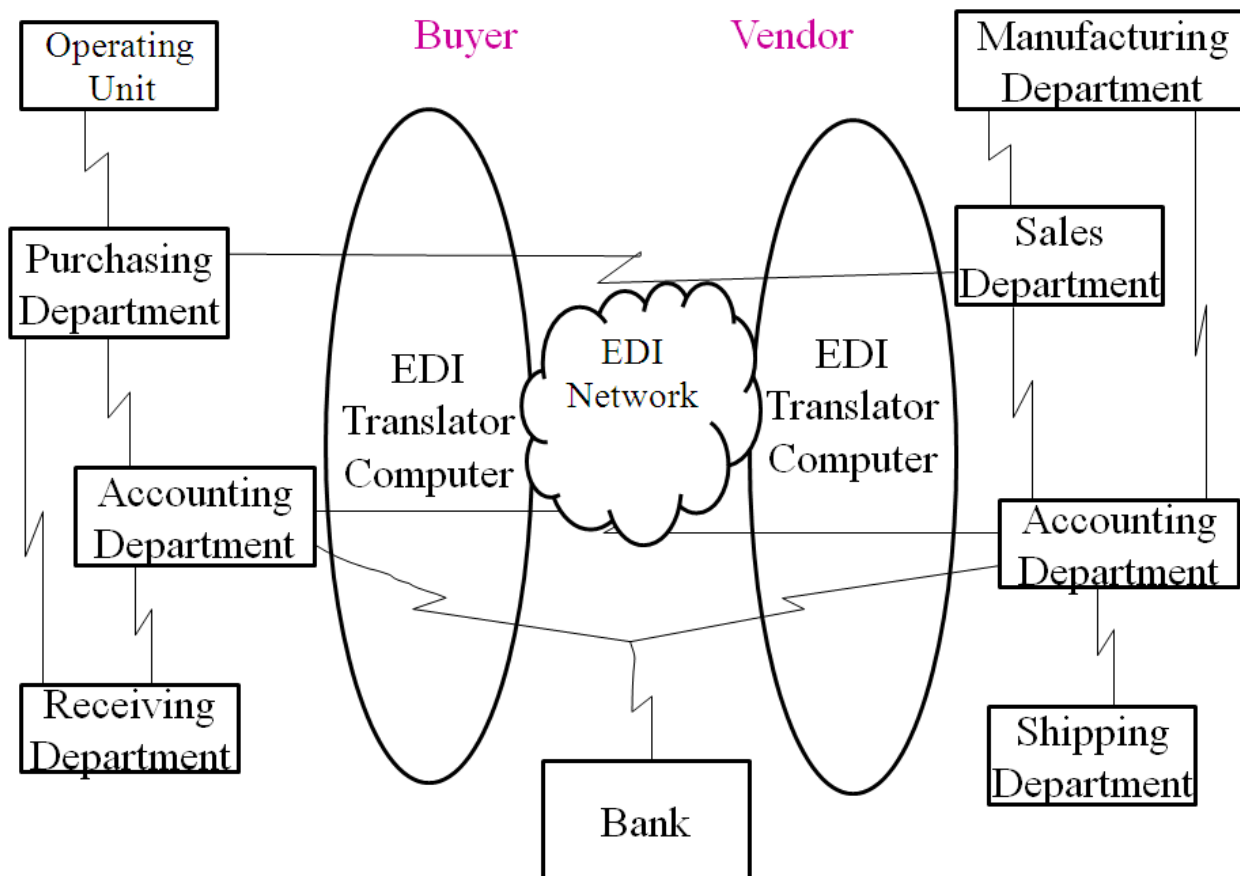 Operating
Unit
Buyer
Vendor
Manufacturing
Department
Purchasing
Department
Sales
Department
EDI
Translator
Computer
EDI
Network
EDI
Translator
Computer
Accounting
Department
Accounting
Department
Receiving
Department
Shipping
Department
Bank